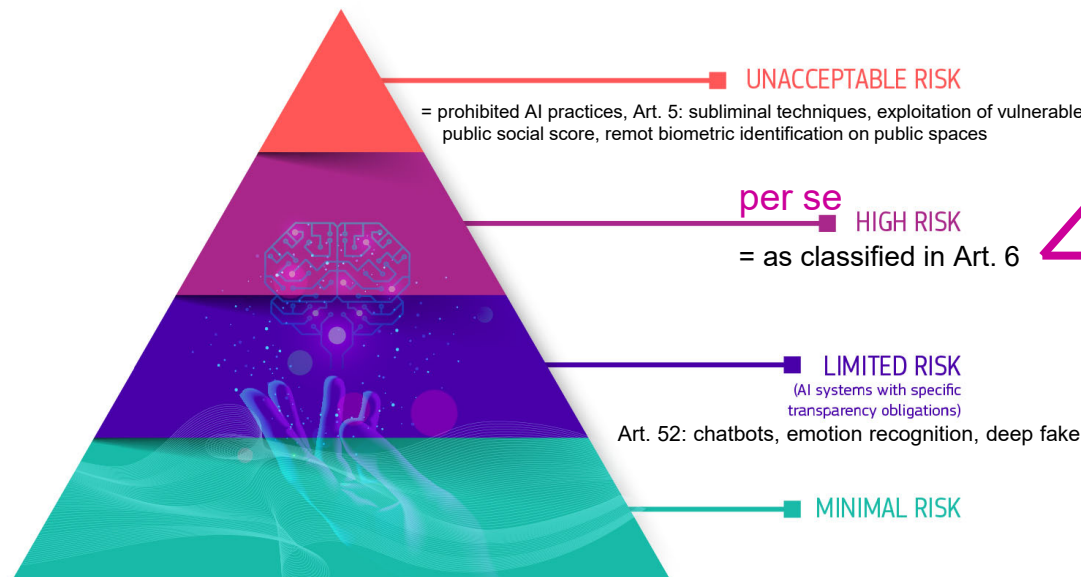 UNACCEPTABLE RISK
= prohibited AI practices, Art. 5: subliminal techniques, exploitation of vulnerable
public social score, remot biometric identification on public spaces
per se
HIGH RISK
= as classified in Art. 6
LIMITED RISK
(AI systems with specific
transparency obligations)
Art. 52: chatbots, emotion recognition, deep fake
MINIMAL RISK